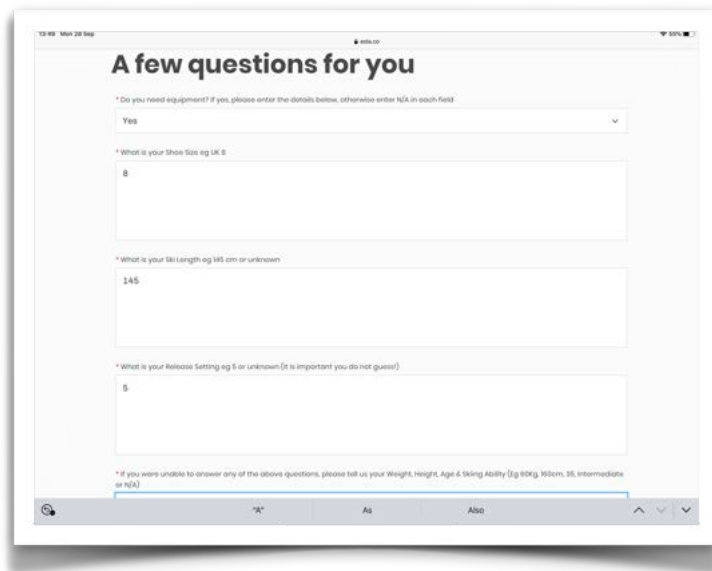 13:49 Mon 28 Sep
55%
A few questions for you
* Do you need equipment? If yes, please enter the details below, otherwise enter N/A in each field
Yes
* What is your Shoe Size eg UK 8
8
* What is your Ski Length eg 145 cm or unknown
145
* What is your Release Setting eg 5 or unknown (it is important you do not guess!)
5
* If you were unable to answer any of the above questions, please tell us your Weight, Height, Age & Skiing Ability (Eg 60Kg, 160cm, 35, Intermediate
or N/A)
"A" As Also